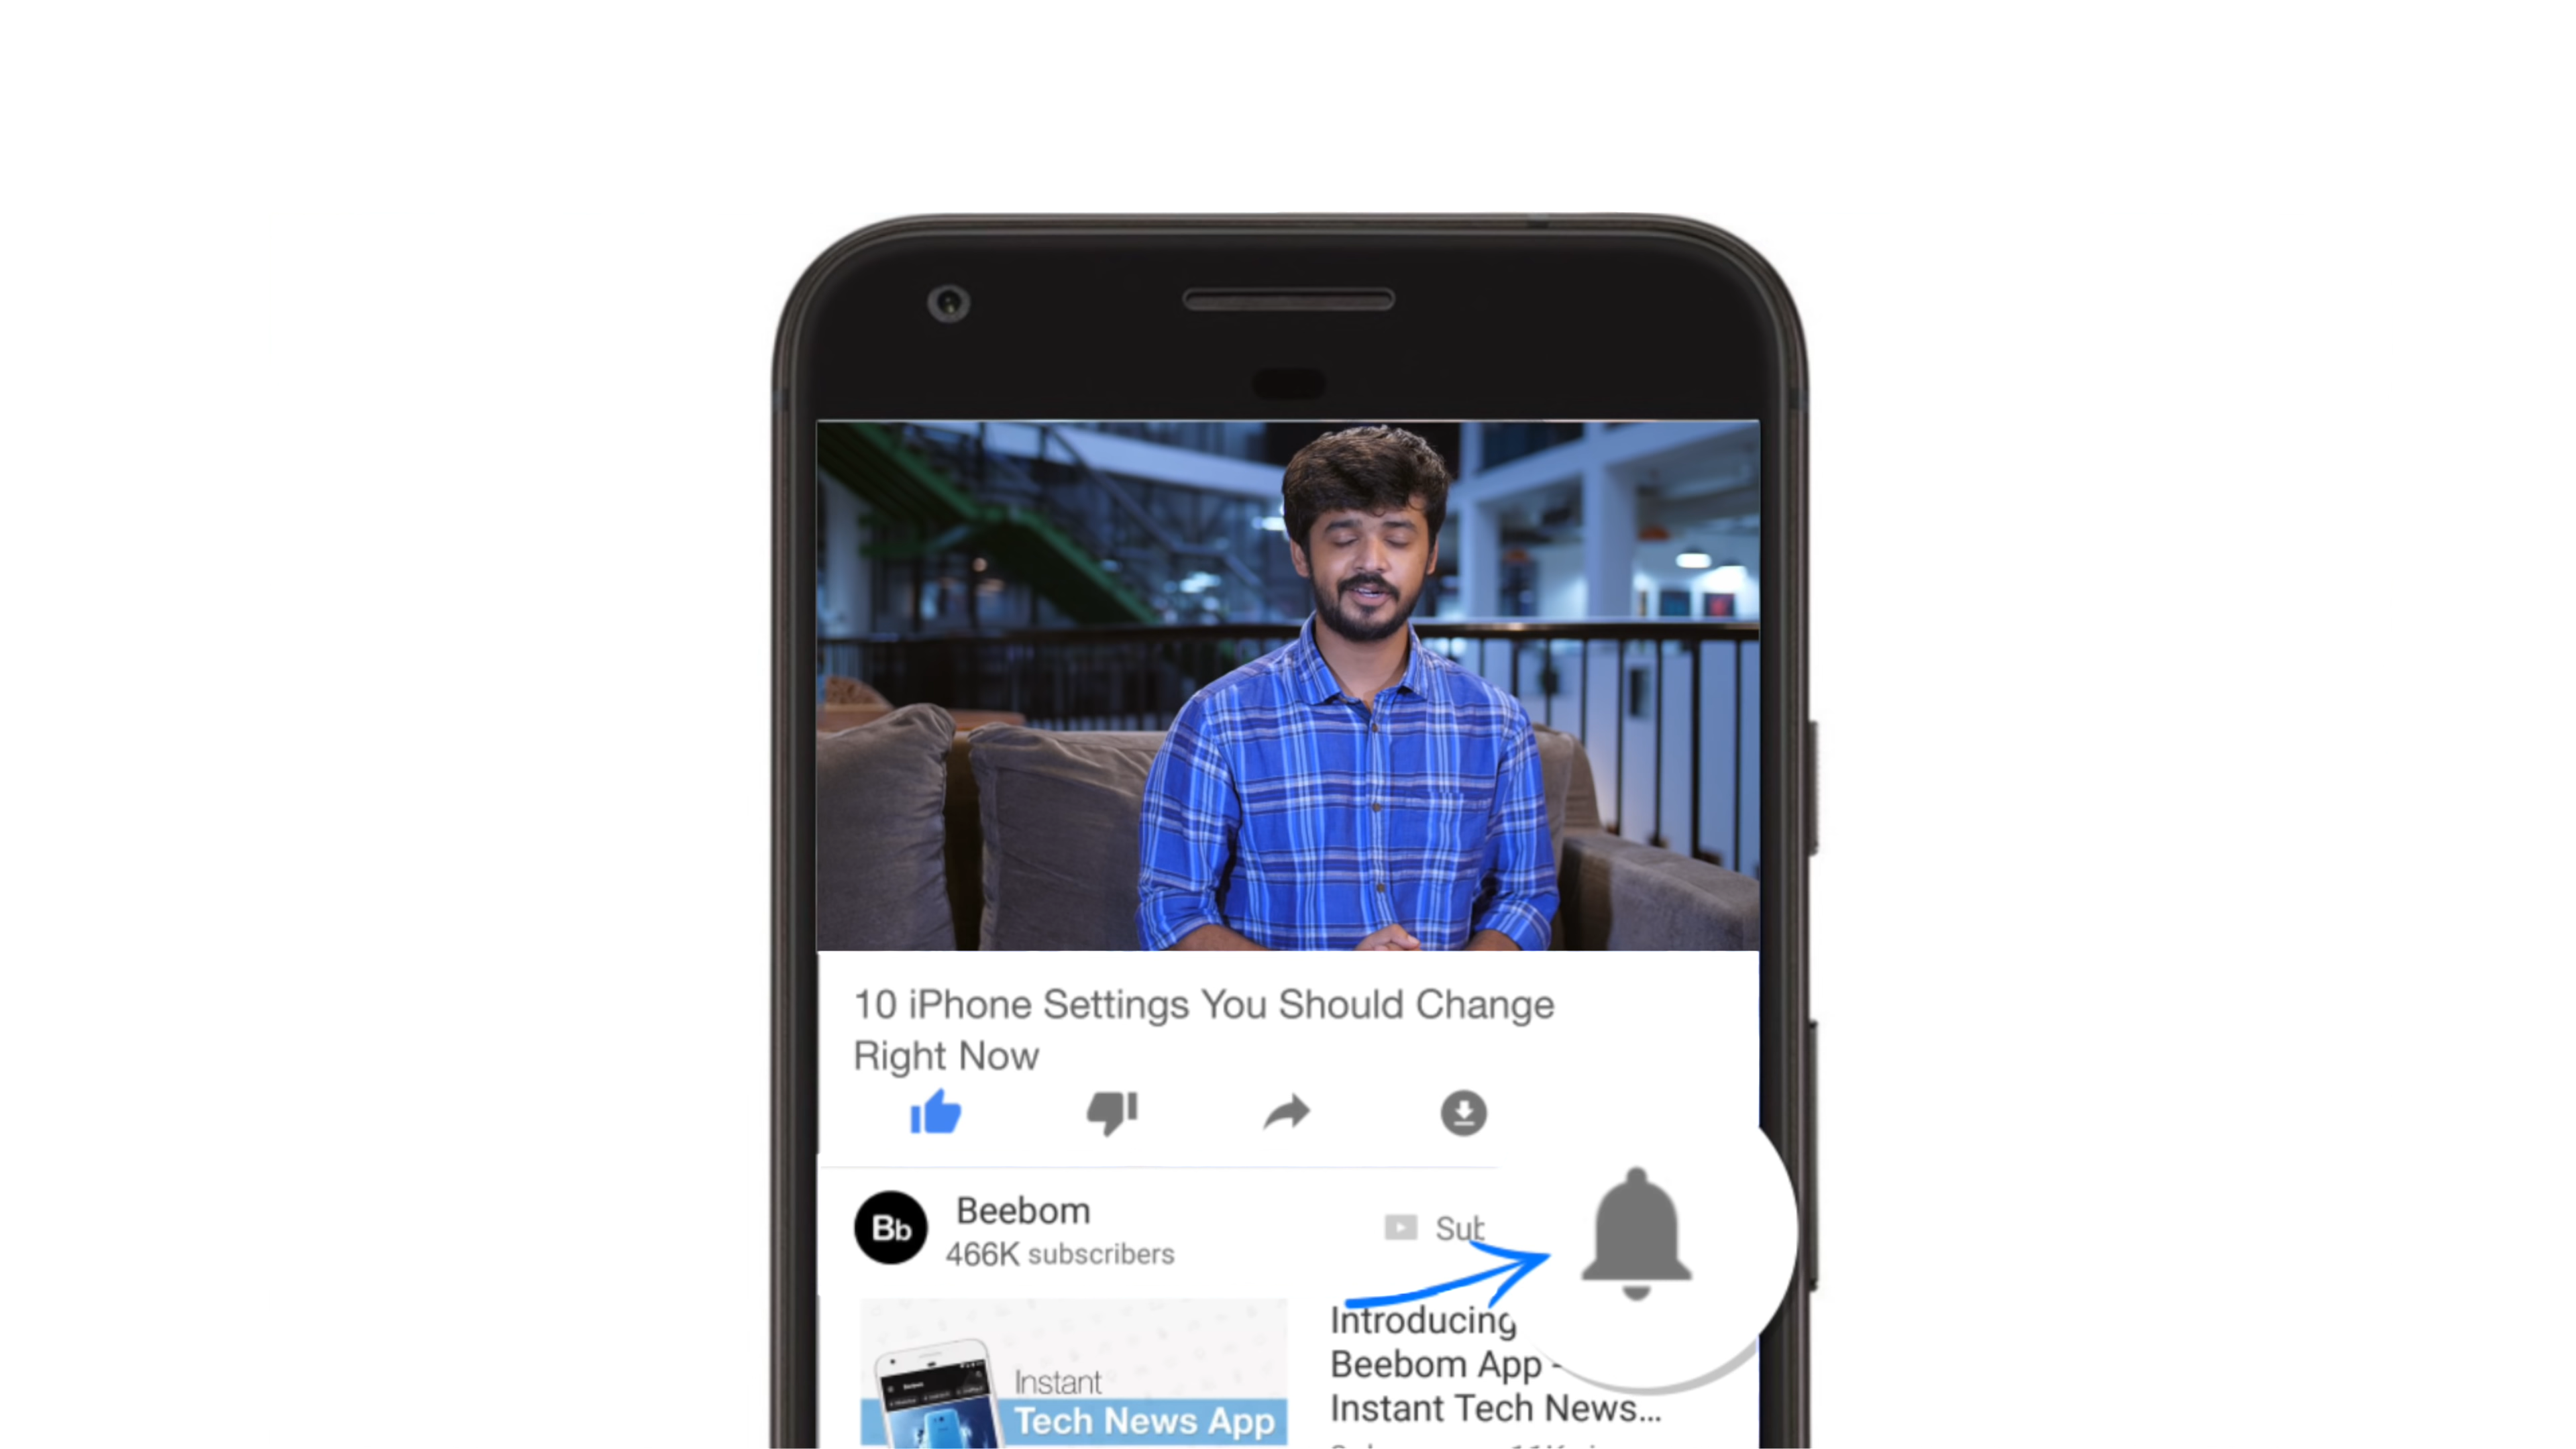 10 iPhone Settings You Should Change
Right Now
Bb
Beebom
466K subscribers
Sub
Introducing
Beebom App -
Instant Tech News...
Instant
Tech News App